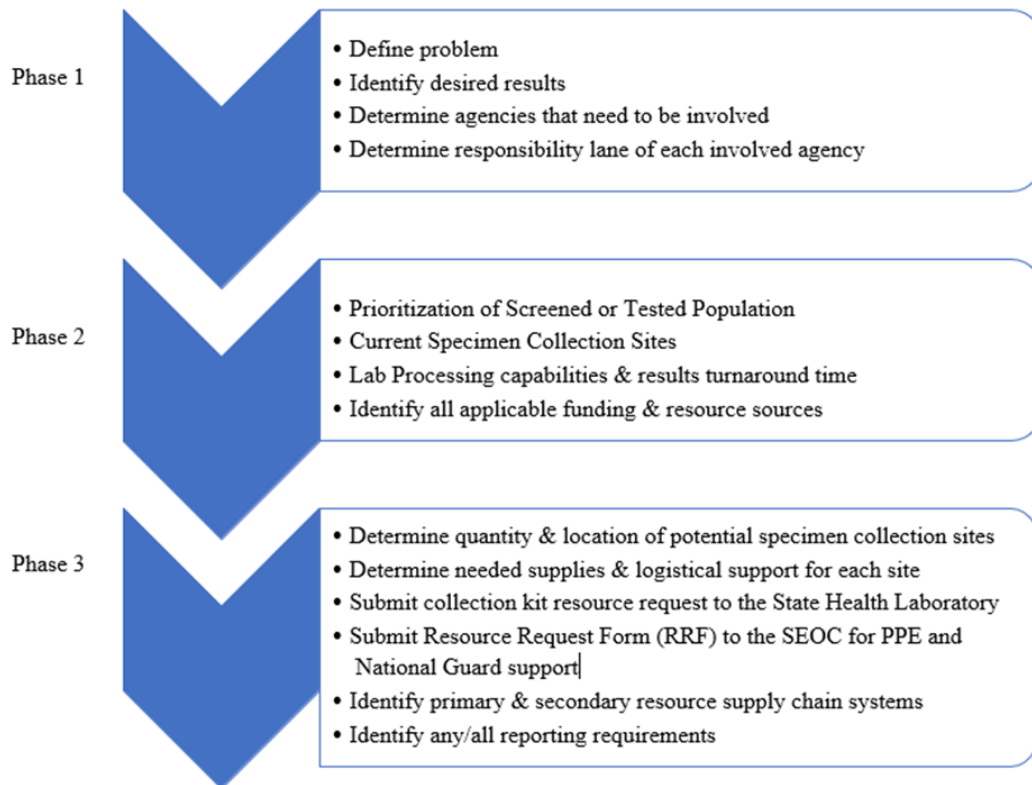 Phase 1
• Define problem
• Identify desired results
• Determine agencies that need to be involved
• Determine responsibility lane of each involved agency
Phase 2
• Prioritization of Screened or Tested Population
• Current Specimen Collection Sites
• Lab Processing capabilities & results turnaround time
• Identify all applicable funding & resource sources
Phase 3
• Determine quantity & location of potential specimen collection sites
• Determine needed supplies & logistical support for each site
• Submit collection kit resource request to the State Health Laboratory
• Submit Resource Request Form (RRF) to the SEOC for PPE and
National Guard support
• Identify primary & secondary resource supply chain systems
• Identify any/all reporting requirements